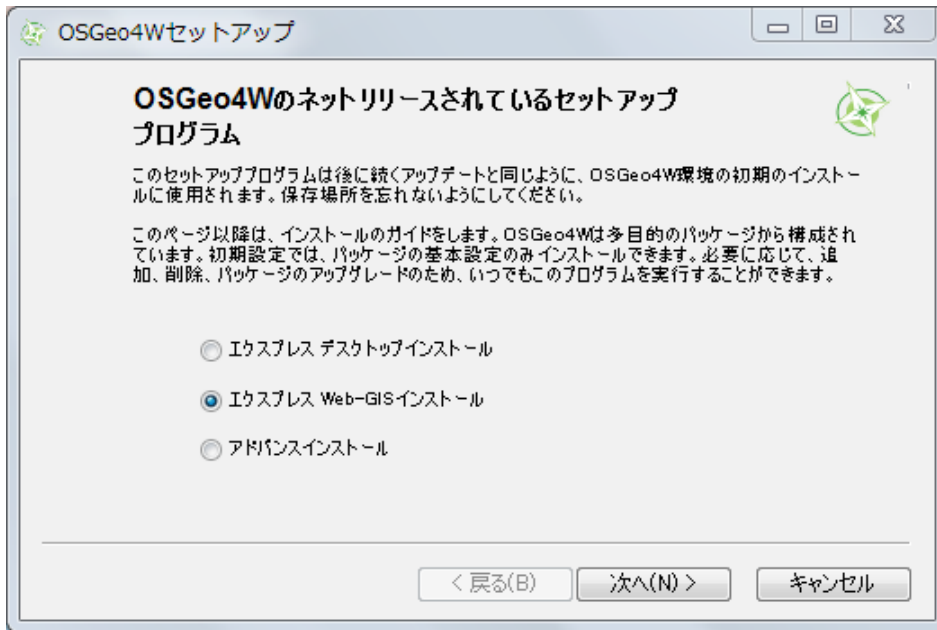 OSGeo4Wセットアップ
OSGeo4Wのネットリリースされているセットアップ
プログラム
このセットアッププログラムは後に続くアップデートと同じように、OSGeo4W環境の初期のインストー
ルに使用されます。保存場所を忘れないようにしてください。
このページ以降は、インストールのガイドをします。OSGeo4Wは多目的のパッケージから構成され
ています。初期設定では、パッケージの基本設定のみインストールできます。必要に応じて、追
加、削除、パッケージのアップグレードのため、いつでもこのプログラムを実行することができます。
エクスプレス デスクトップインストール
エクスプレス Web-GISインストール
アドバンスインストール
< 戻る(B)
次へ(N) >
キャンセル